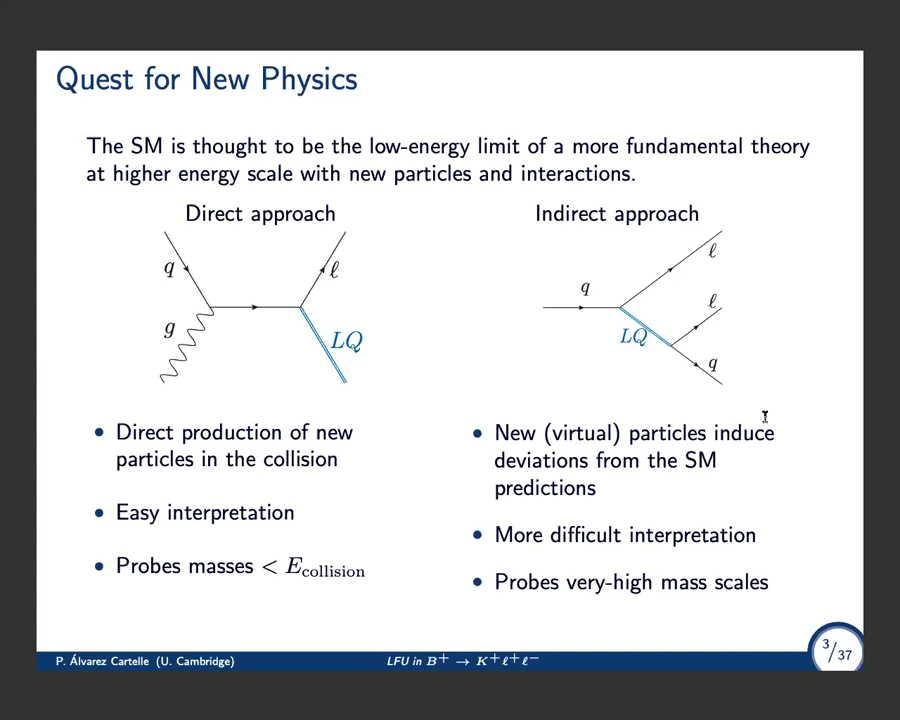 Quest for New Physics
The SM is thought to be the low-energy limit of a more fundamental theory
at higher energy scale with new particles and interactions.
Direct approach
q
ℓ
g
LQ
• Direct production of new
particles in the collision
• Easy interpretation
• Probes masses < E_collision
Indirect approach
q
ℓ
ℓ
LQ
q
• New (virtual) particles induce
deviations from the SM
predictions
• More difficult interpretation
• Probes very-high mass scales
P. Álvarez Cartelle (U. Cambridge)
LFU in B⁺ → K⁺ℓ⁺ℓ⁻
3/37